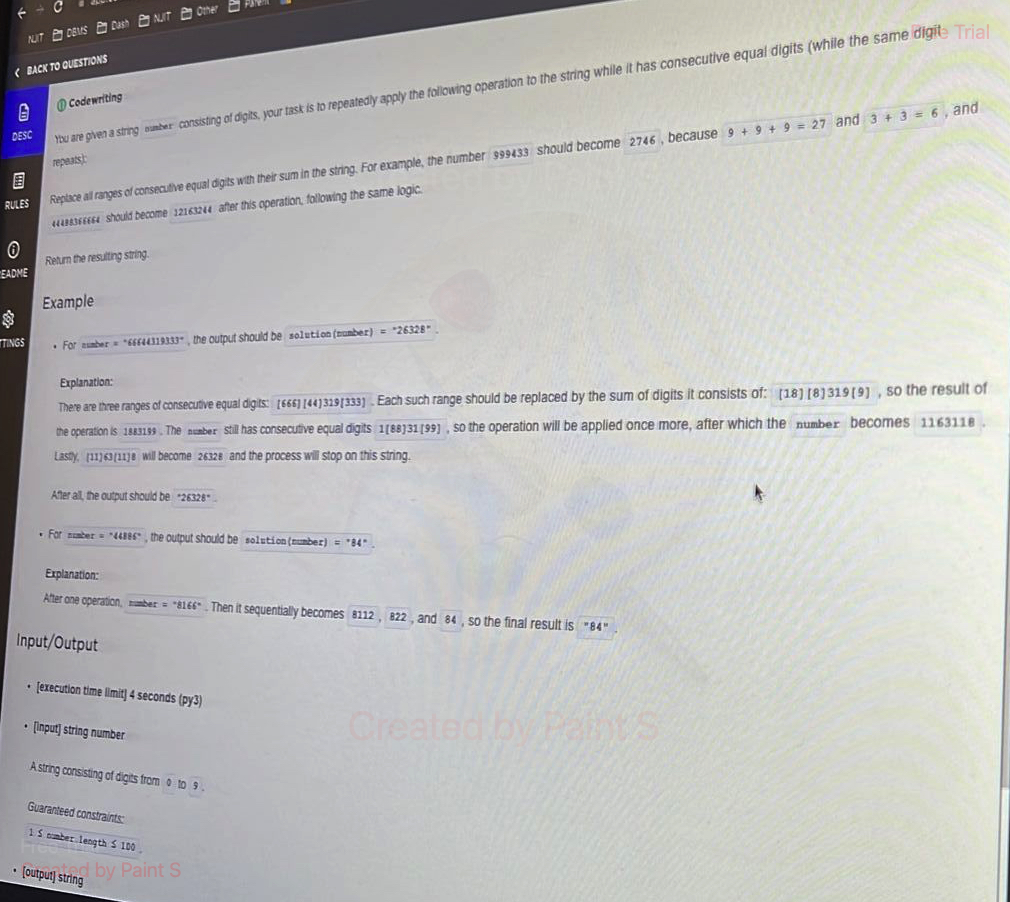 NJIT DBMS Dash NJIT Other Parent
< BACK TO QUESTIONS
Codewriting
DESC
RULES
EADME
TTINGS
You are given a string number consisting of digits, your task is to repeatedly apply the following operation to the string while it has consecutive equal digits (while the same digit
repeats):
Replace all ranges of consecutive equal digits with their sum in the string. For example, the number 999433 should become 2746, because 9 + 9 + 9 = 27 and 3 + 3 = 6, and
should become 12163244 after this operation, following the same logic.
Return the resulting string.
Example
• For number = "66644319333", the output should be solution(number) = "26328".
Explanation:
There are three ranges of consecutive equal digits: [666][44]319[333]. Each such range should be replaced by the sum of digits it consists of: [18][8]319[9], so the result of
the operation is 1883199. The number still has consecutive equal digits 1[88]31[99], so the operation will be applied once more, after which the number becomes 1163118.
Lastly, [11]63[11]8 will become 26328 and the process will stop on this string.
After all, the output should be "26328".
• For number = "44886", the output should be solution(number) = "84".
Explanation:
After one operation, number = "8166". Then it sequentially becomes 8112, 822, and 84, so the final result is "84".
Input/Output
• [execution time limit] 4 seconds (py3)
• [input] string number
A string consisting of digits from 0 to 9.
Guaranteed constraints:
1 ≤ number.length ≤ 100.
• [output] string
Trial
Created by Paint S
Created by Paint S